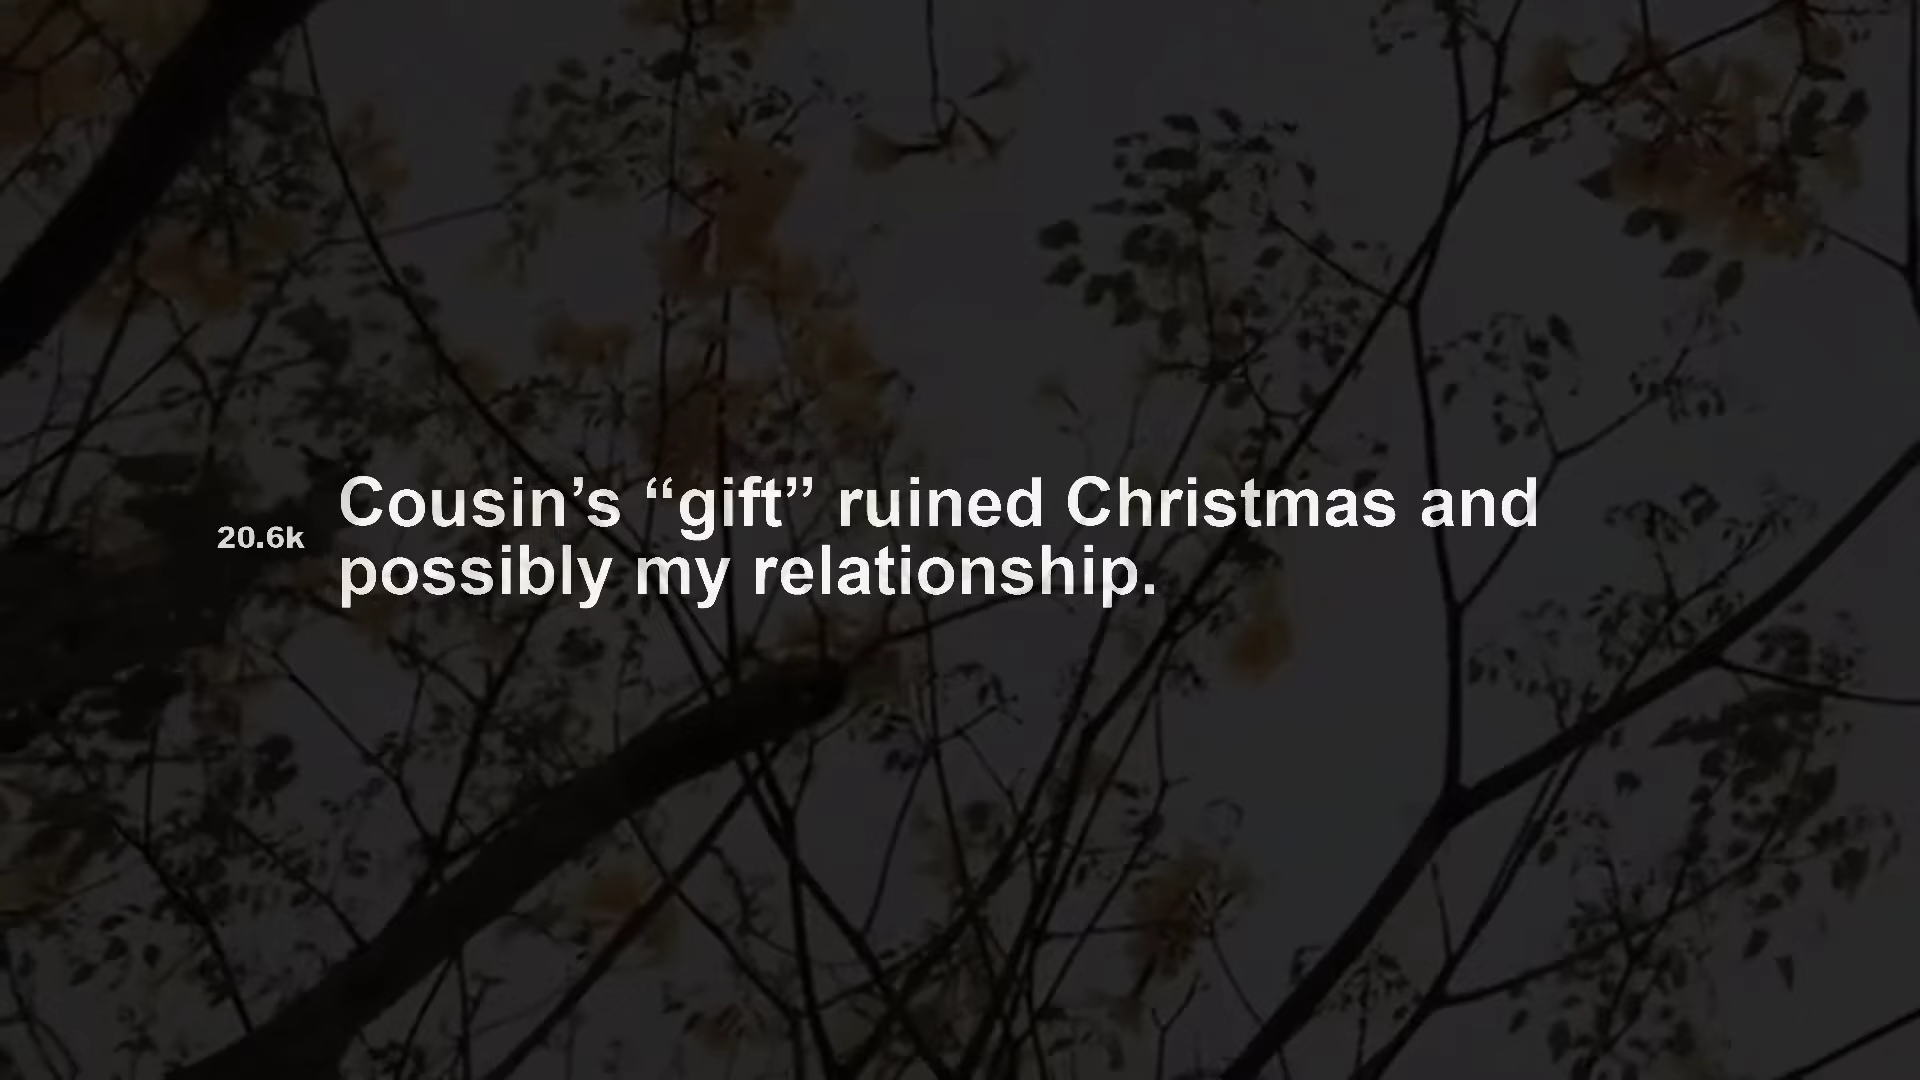 20.6k
Cousin’s “gift” ruined Christmas and
possibly my relationship.